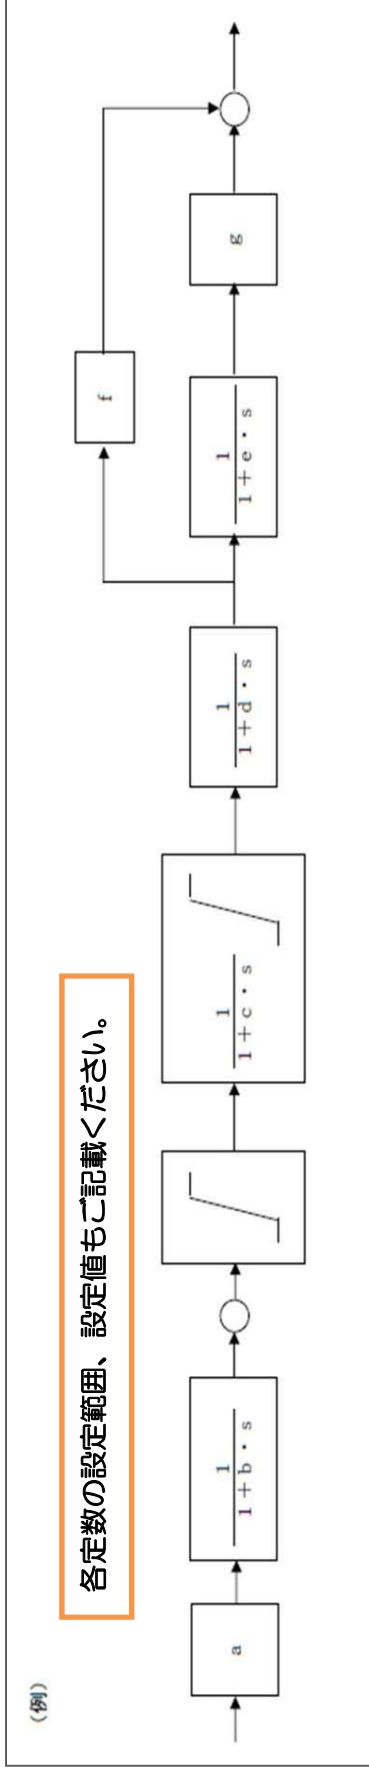 (例)
各定数の設定範囲、設定値もご記載ください。
a
1
1+b・s
1
1+c・s
1
1+d・s
1
1+e・s
f
g